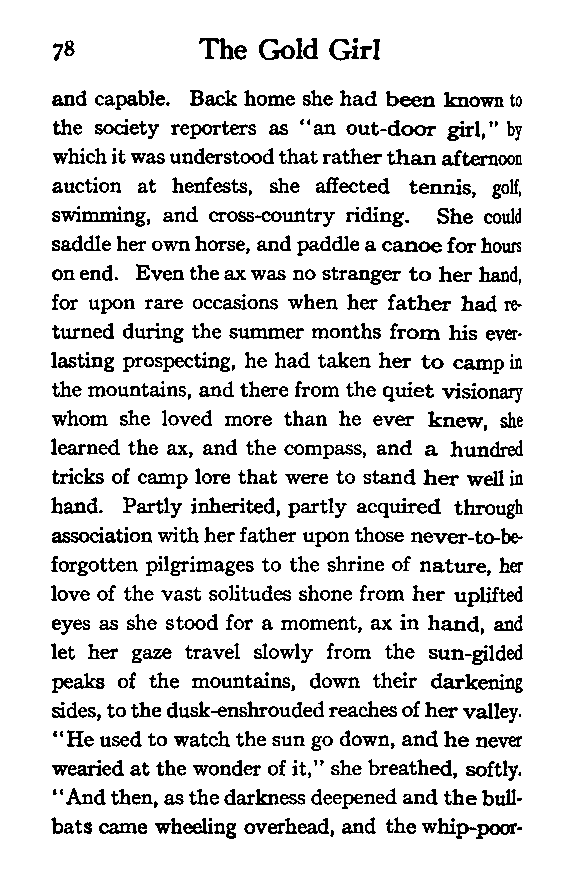 78 The Gold Girl
and capable. Back home she had been known to
the society reporters as "an out-door girl," by
which it was understood that rather than afternoon
auction at henfests, she affected tennis, golf,
swimming, and cross-country riding. She could
saddle her own horse, and paddle a canoe for hours
on end. Even the ax was no stranger to her hand,
for upon rare occasions when her father had re-
turned during the summer months from his ever-
lasting prospecting, he had taken her to camp in
the mountains, and there from the quiet visionary
whom she loved more than he ever knew, she
learned the ax, and the compass, and a hundred
tricks of camp lore that were to stand her well in
hand. Partly inherited, partly acquired through
association with her father upon those never-to-be-
forgotten pilgrimages to the shrine of nature, her
love of the vast solitudes shone from her uplifted
eyes as she stood for a moment, ax in hand, and
let her gaze travel slowly from the sun-gilded
peaks of the mountains, down their darkening
sides, to the dusk-enshrouded reaches of her valley.
"He used to watch the sun go down, and he never
wearied at the wonder of it," she breathed, softly.
"And then, as the darkness deepened and the bull-
bats came wheeling overhead, and the whip-poor-